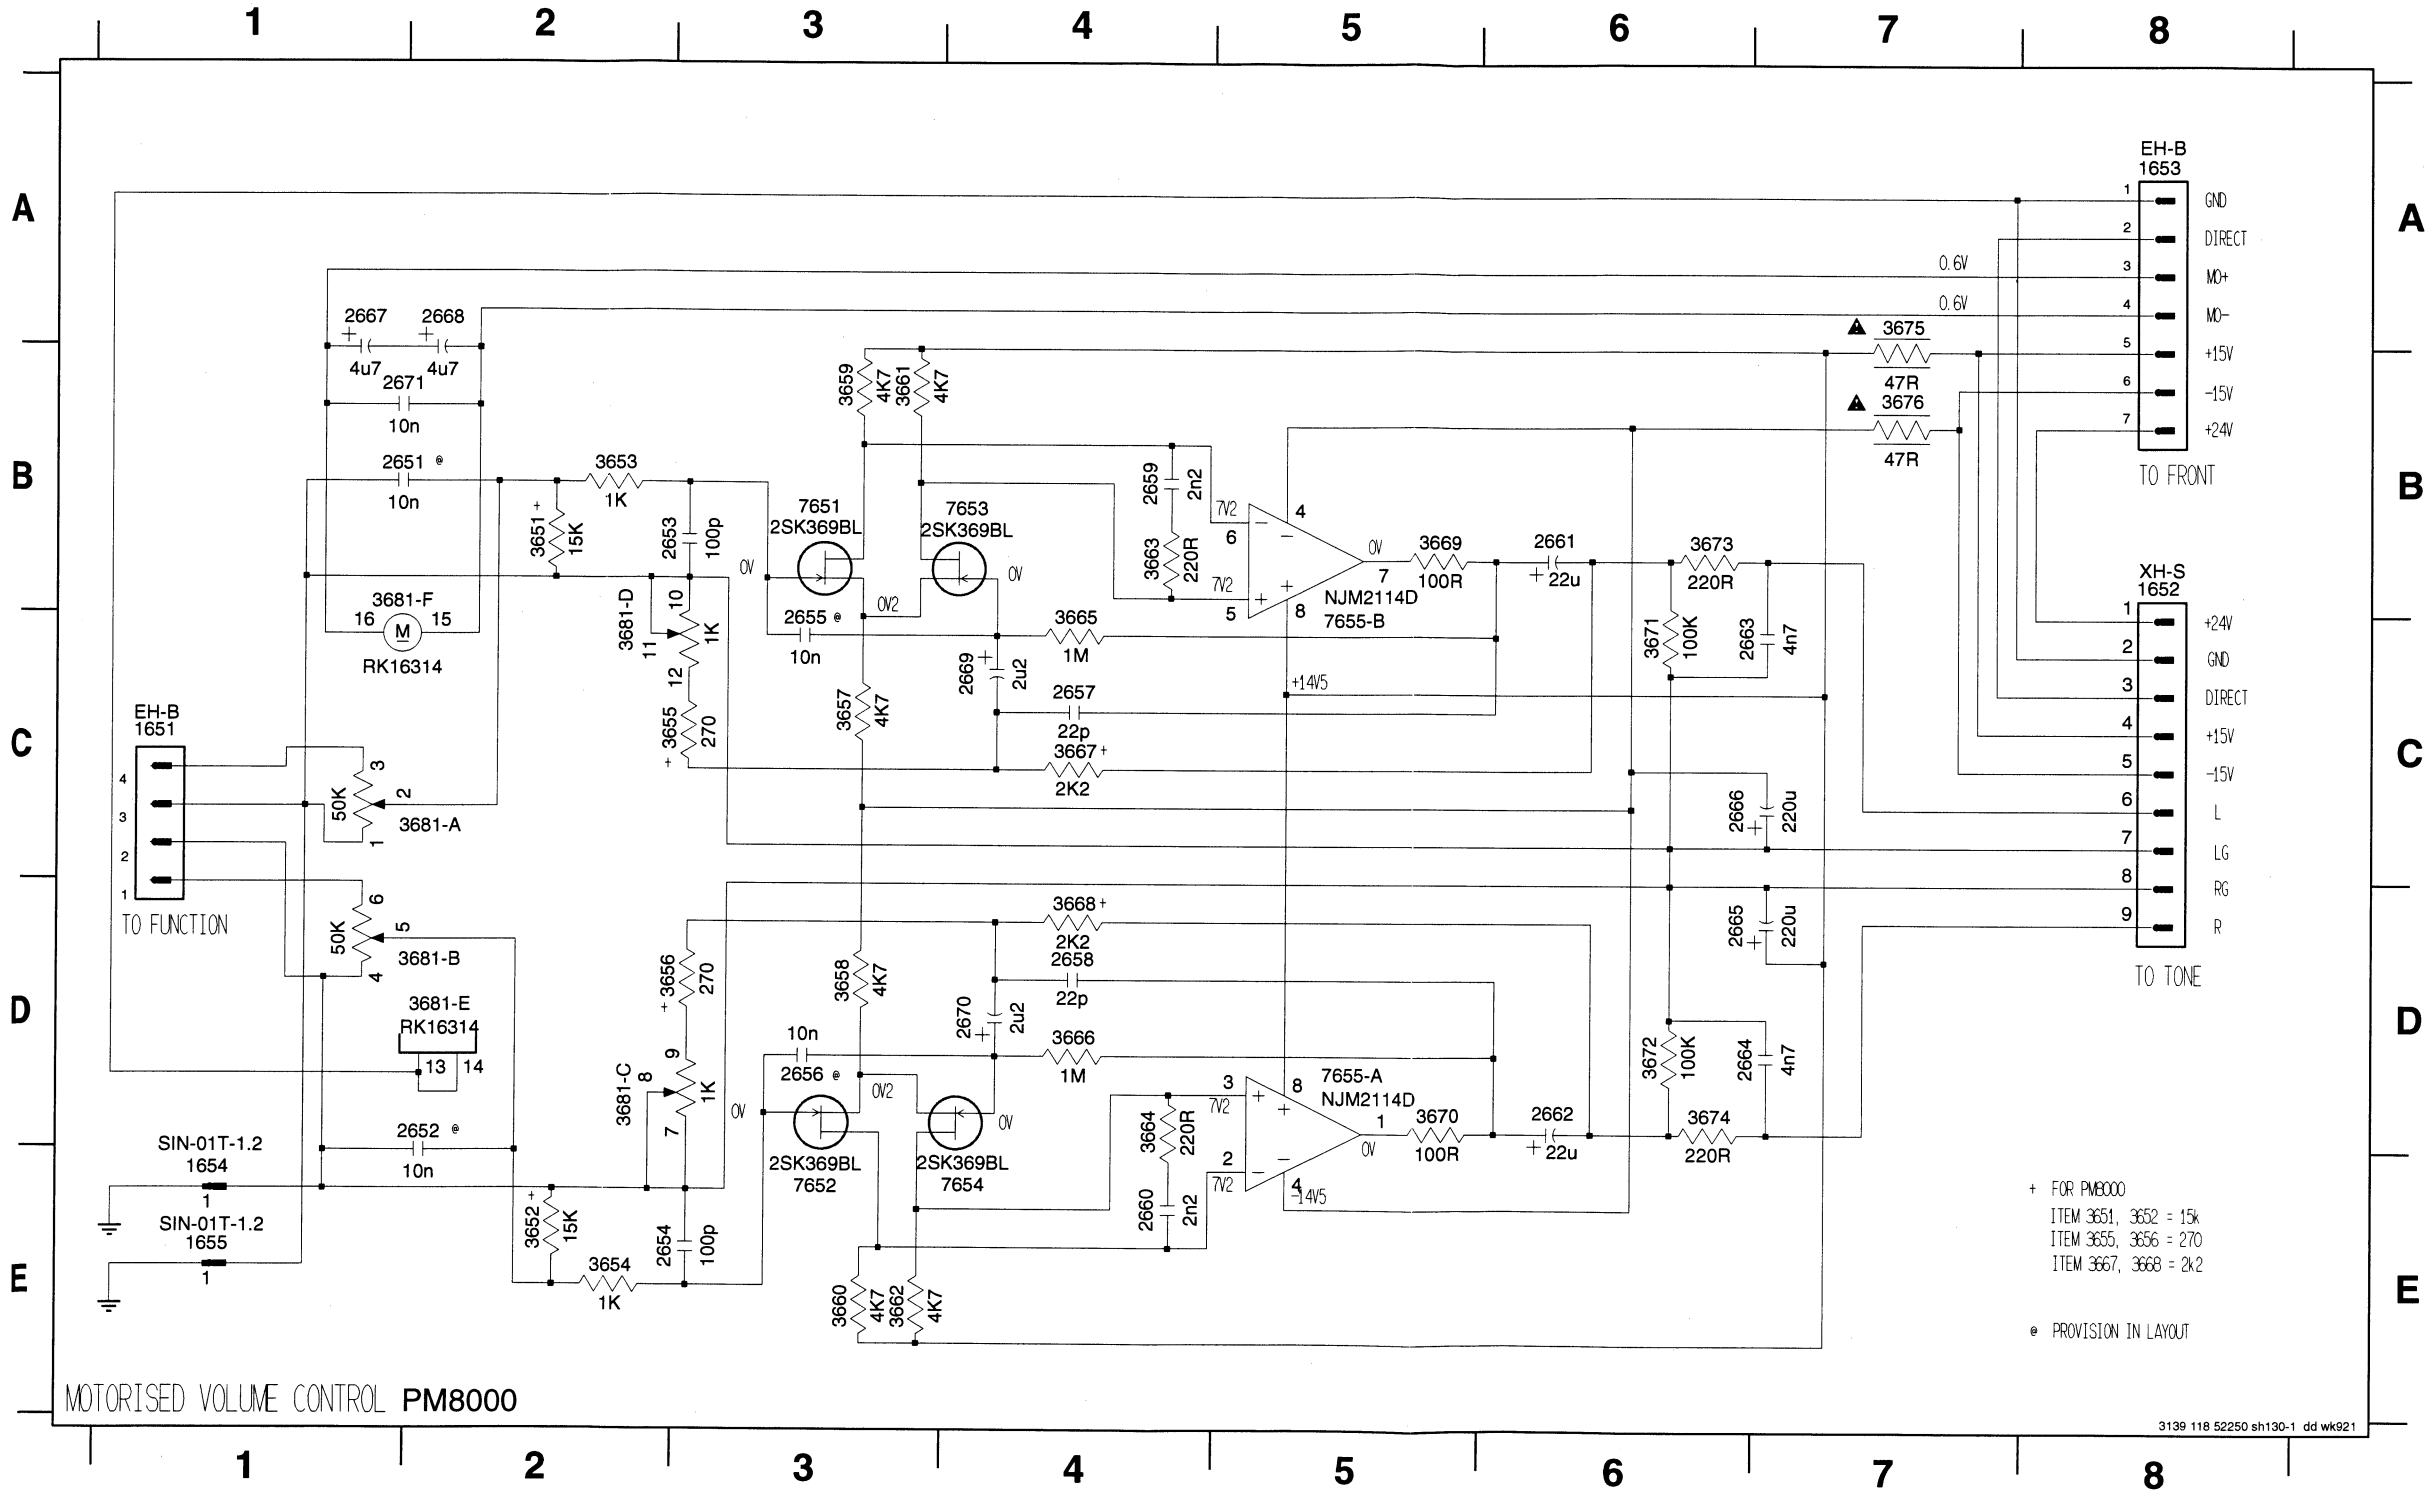 1 2 3 4 5 6 7 8
A A
B B
C C
D D
E E
EH-B
1653
1 GND
2 DIRECT
3 MO+
4 MO-
5 +15V
6 -15V
7 +24V
TO FRONT
0.6V
0.6V
2667 2668
+ +
4u7 4u7
2671
10n
2651 @
10n
3681-F
16 M 15
RK16314
3653
1K
3651 +
15K
2653
100p
3681-D
10
11
12
1K
3655
270
+
3659
4K7
3661
4K7
7651
2SK369BL
7653
2SK369BL
0V
0V
0V2
2655 @
10n
3657
4K7
2669
+
2u2
3665
1M
2657
22p
3667 +
2K2
2659
2n2
3663
220R
7V2
6
7V2
5
4
-
-
+
+
8
0V
7
NJM2114D
7655-B
+14V5
3669
100R
2661
+
22u
3673
220R
3671
100K
2663
4n7
3675
47R
3676
47R
2666
+
220u
XH-S
1652
1 +24V
2 GND
3 DIRECT
4 +15V
5 -15V
6 L
7 LG
8 RG
9 R
TO TONE
EH-B
1651
4
3
2
1
TO FUNCTION
50K
3
2
1
3681-A
50K
6
5
4
3681-B
3681-E
RK16314
13 14
2652 @
10n
SIN-01T-1.2
1654
1
SIN-01T-1.2
1655
1
3652
+
15K
3654
1K
2654
100p
3681-C
9
8
7
1K
3656
+
270
3658
4K7
10n
2656 @
0V
0V2
0V
2SK369BL
7652
2SK369BL
7654
3660
4K7
3662
4K7
3668 +
2K2
2658
22p
2670
+
2u2
3666
1M
3664
220R
2660
2n2
3
7V2
2
7V2
+
+
-
-
8
4
-14V5
7655-A
NJM2114D
1
0V
3670
100R
2662
+
22u
3674
220R
3672
100K
2664
4n7
2665
+
220u
+ FOR PM8000
ITEM 3651, 3652 = 15k
ITEM 3655, 3656 = 270
ITEM 3667, 3668 = 2k2
@ PROVISION IN LAYOUT
MOTORISED VOLUME CONTROL PM8000
3139 118 52250 sh130-1 dd wk921
1 2 3 4 5 6 7 8